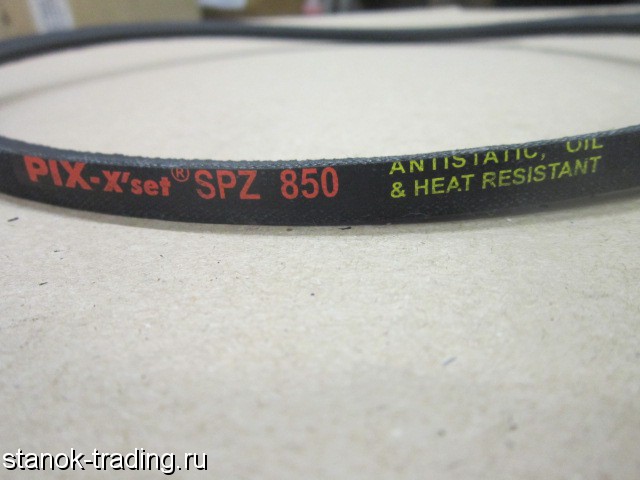 PIX-X'set® SPZ 850
ANTISTATIC, OIL
& HEAT RESISTANT
stanok-trading.ru